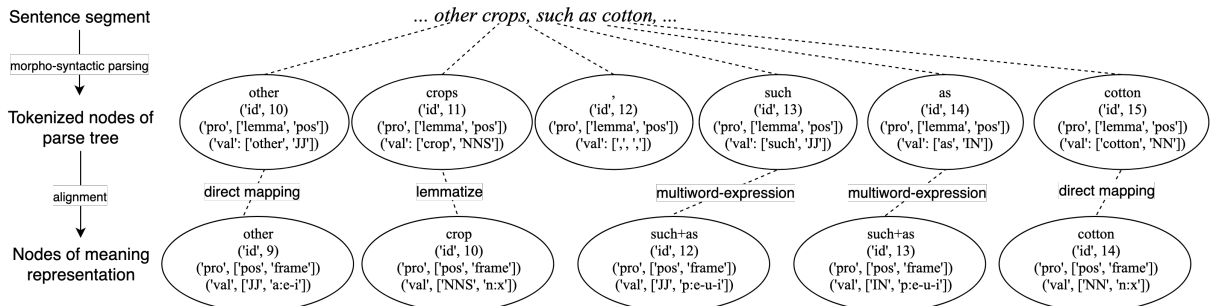 Sentence segment
... other crops, such as cotton, ...
morpho-syntactic parsing
Tokenized nodes of
parse tree
other
('id', 10)
('pro', ['lemma', 'pos'])
('val': ['other', 'JJ'])
crops
('id', 11)
('pro', ['lemma', 'pos'])
('val': ['crop', 'NNS'])
,
('id', 12)
('pro', ['lemma', 'pos'])
('val': [',', ','])
such
('id', 13)
('pro', ['lemma', 'pos'])
('val': ['such', 'JJ'])
as
('id', 14)
('pro', ['lemma', 'pos'])
('val': ['as', 'IN'])
cotton
('id', 15)
('pro', ['lemma', 'pos'])
('val': ['cotton', 'NN'])
alignment
direct mapping
lemmatize
multiword-expression
multiword-expression
direct mapping
Nodes of meaning
representation
other
('id', 9)
('pro', ['pos', 'frame'])
('val', ['JJ', 'a:e-i'])
crop
('id', 10)
('pro', ['pos', 'frame'])
('val', ['NNS', 'n:x'])
such+as
('id', 12)
('pro', ['pos', 'frame'])
('val', ['JJ', 'p:e-u-i'])
such+as
('id', 13)
('pro', ['pos', 'frame'])
('val', ['IN', 'p:e-u-i'])
cotton
('id', 14)
('pro', ['pos', 'frame'])
('val', ['NN', 'n:x'])